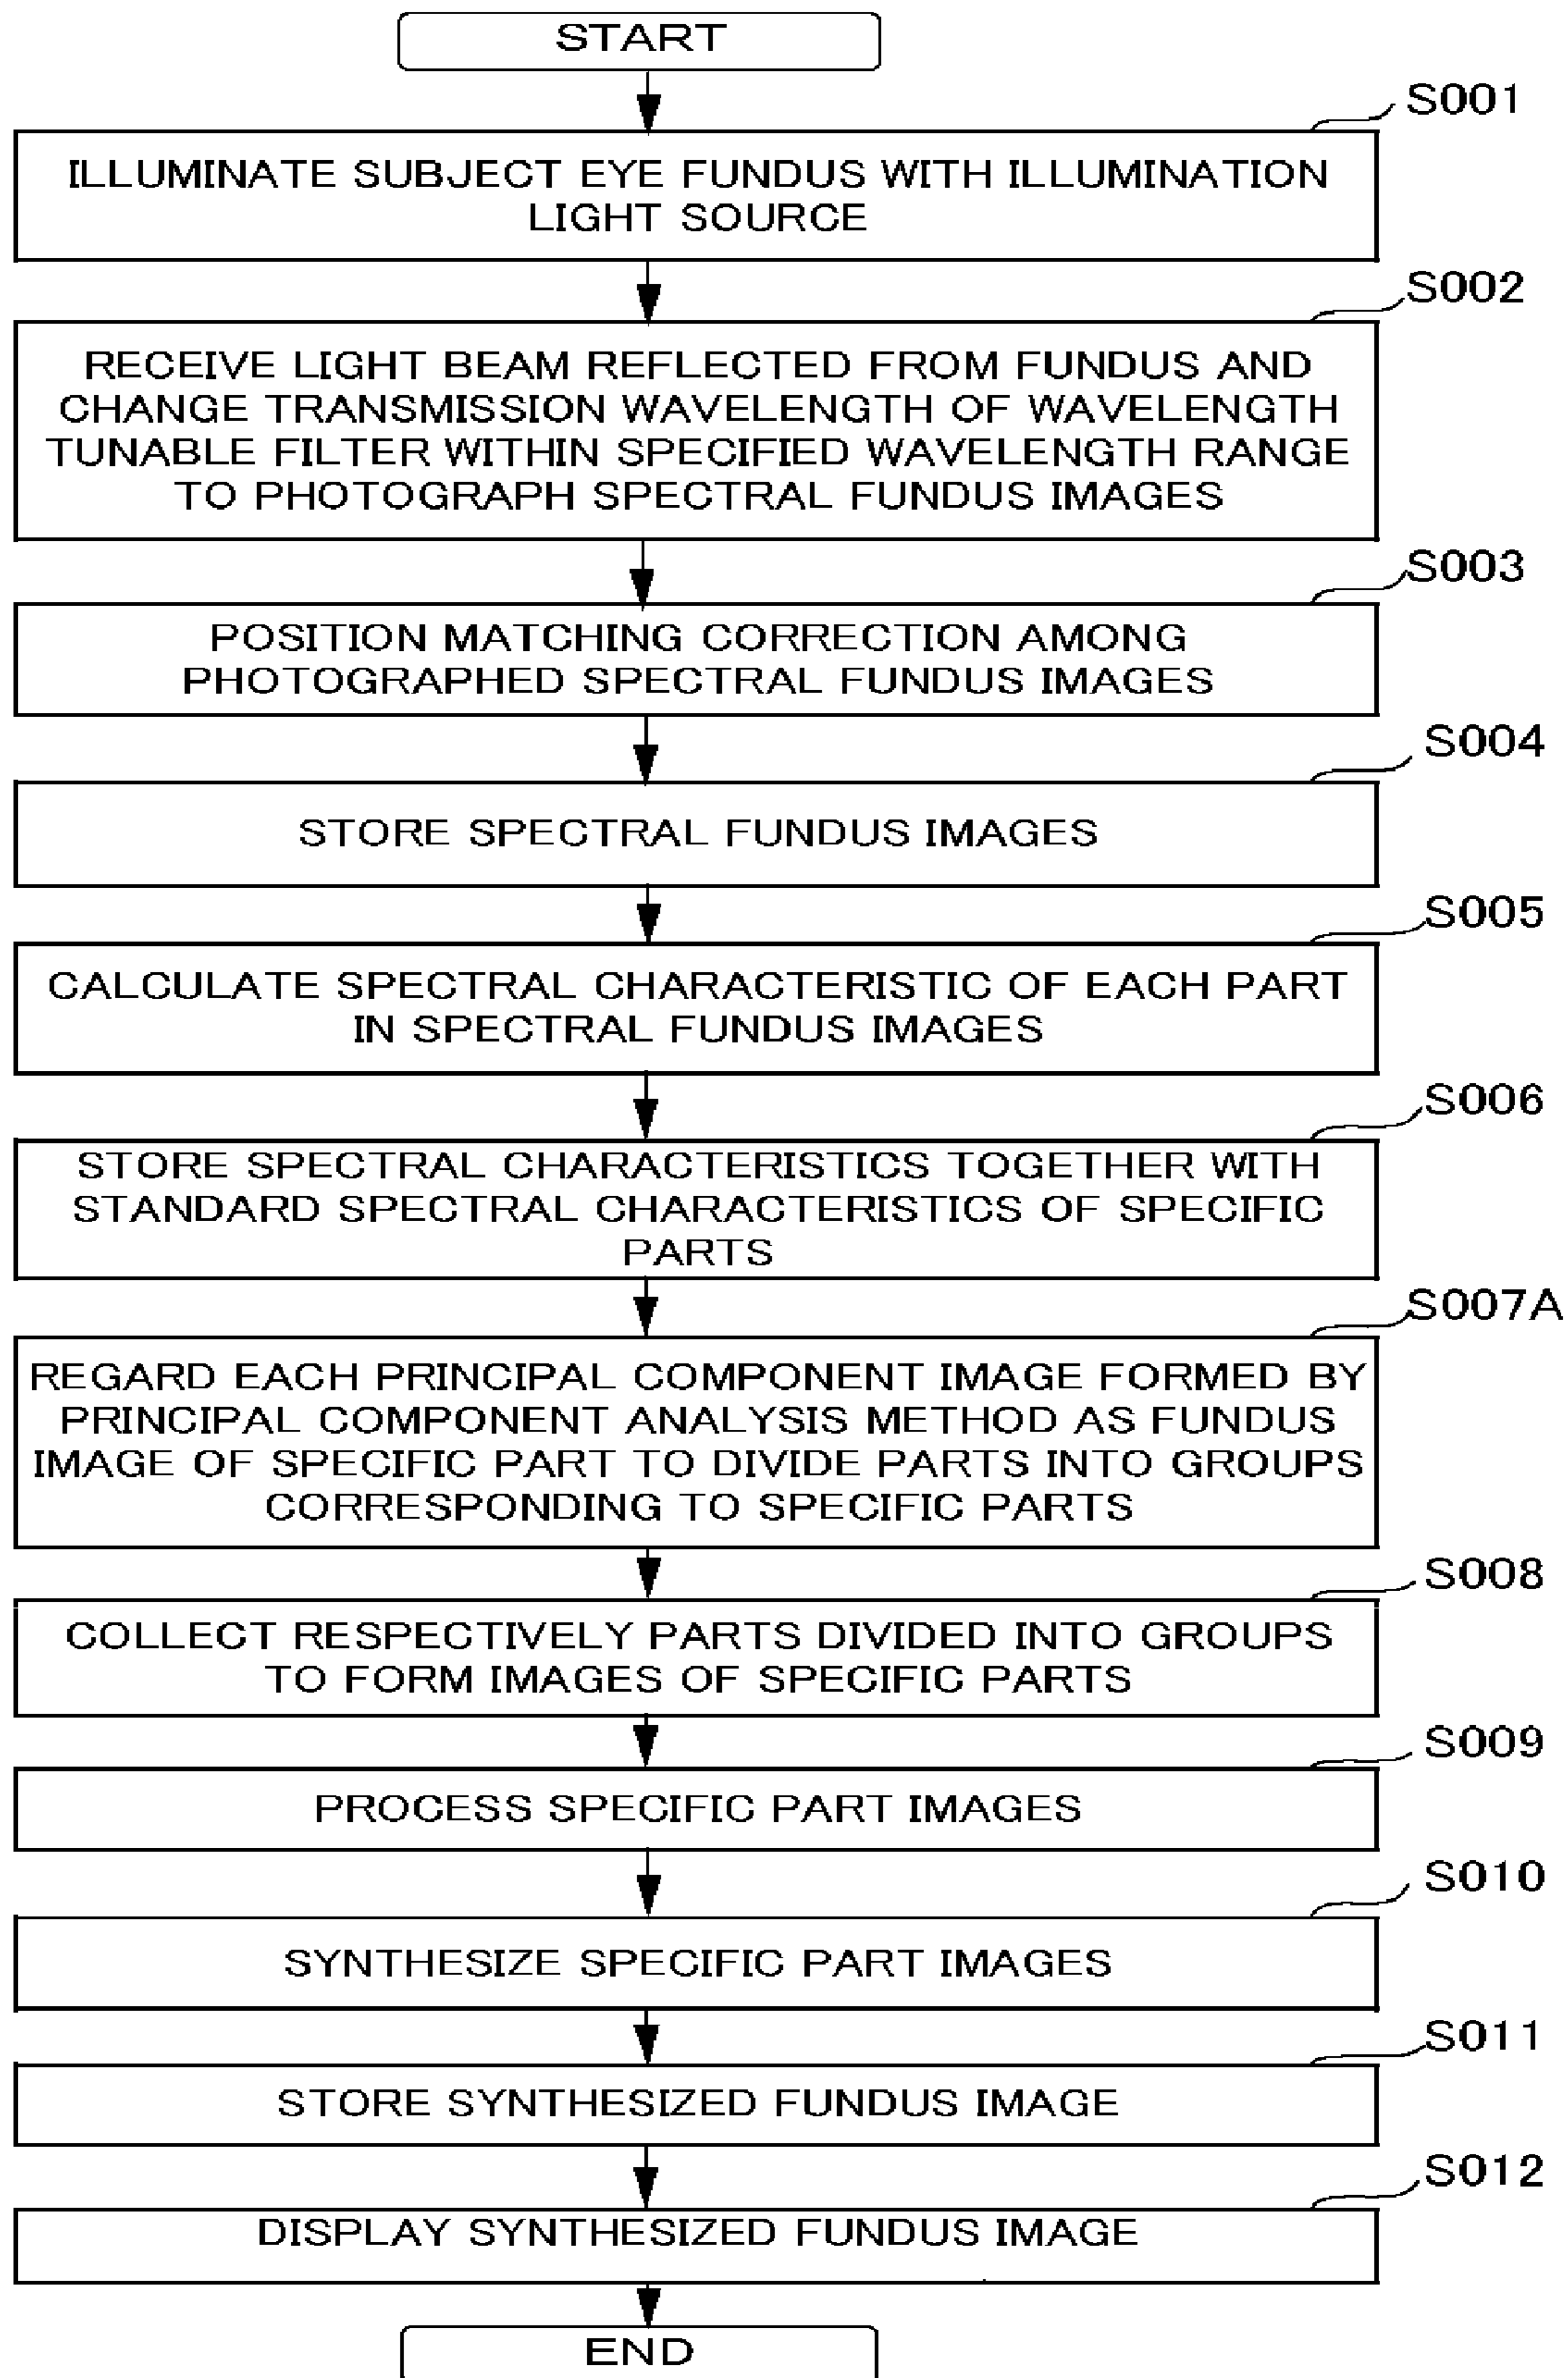 START
S001
ILLUMINATE SUBJECT EYE FUNDUS WITH ILLUMINATION
LIGHT SOURCE
S002
RECEIVE LIGHT BEAM REFLECTED FROM FUNDUS AND
CHANGE TRANSMISSION WAVELENGTH OF WAVELENGTH
TUNABLE FILTER WITHIN SPECIFIED WAVELENGTH RANGE
TO PHOTOGRAPH SPECTRAL FUNDUS IMAGES
S003
POSITION MATCHING CORRECTION AMONG
PHOTOGRAPHED SPECTRAL FUNDUS IMAGES
S004
STORE SPECTRAL FUNDUS IMAGES
S005
CALCULATE SPECTRAL CHARACTERISTIC OF EACH PART
IN SPECTRAL FUNDUS IMAGES
S006
STORE SPECTRAL CHARACTERISTICS TOGETHER WITH
STANDARD SPECTRAL CHARACTERISTICS OF SPECIFIC
PARTS
S007A
REGARD EACH PRINCIPAL COMPONENT IMAGE FORMED BY
PRINCIPAL COMPONENT ANALYSIS METHOD AS FUNDUS
IMAGE OF SPECIFIC PART TO DIVIDE PARTS INTO GROUPS
CORRESPONDING TO SPECIFIC PARTS
S008
COLLECT RESPECTIVELY PARTS DIVIDED INTO GROUPS
TO FORM IMAGES OF SPECIFIC PARTS
S009
PROCESS SPECIFIC PART IMAGES
S010
SYNTHESIZE SPECIFIC PART IMAGES
S011
STORE SYNTHESIZED FUNDUS IMAGE
S012
DISPLAY SYNTHESIZED FUNDUS IMAGE
END